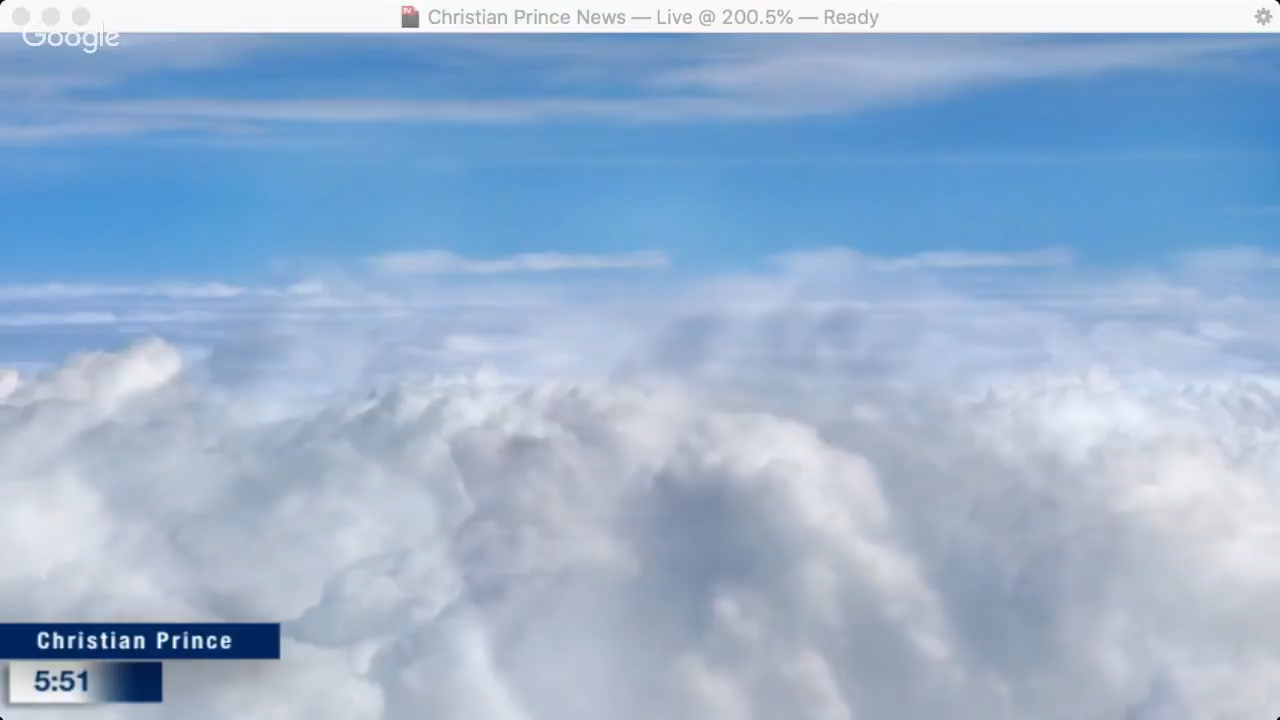 Christian Prince News — Live @ 200.5% — Ready
Google
Christian Prince
5:51